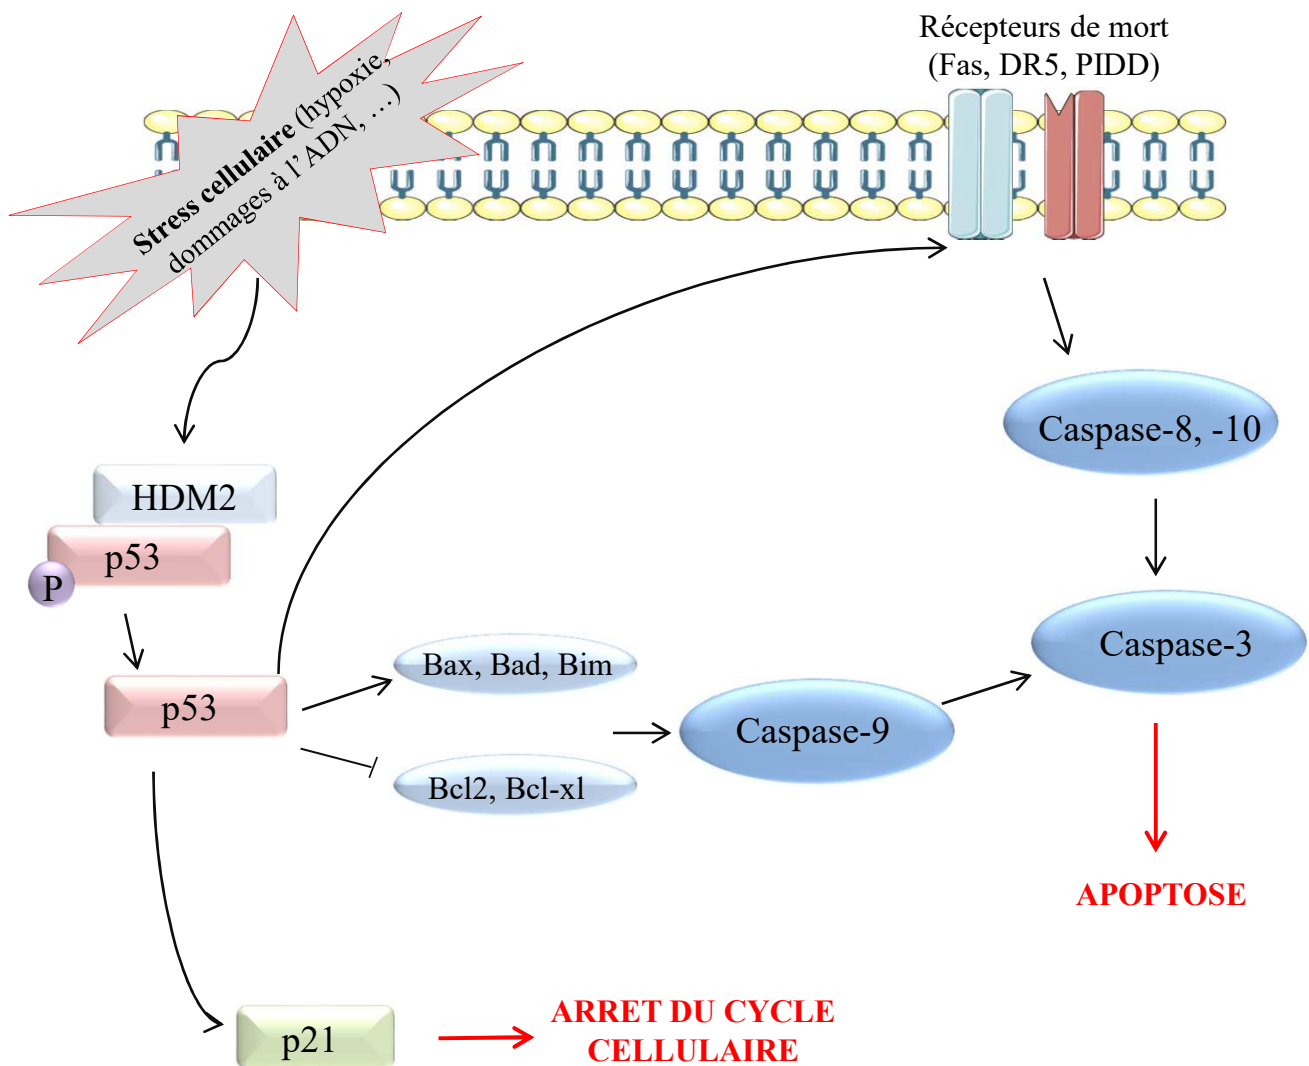 Récepteurs de mort
(Fas, DR5, PIDD)
Stress cellulaire (hypoxie,
dommages à l’ADN, …)
Caspase-8, -10
HDM2
p53
P
Caspase-3
Bax, Bad, Bim
p53
Caspase-9
Bcl2, Bcl-xl
APOPTOSE
ARRET DU CYCLE
CELLULAIRE
p21